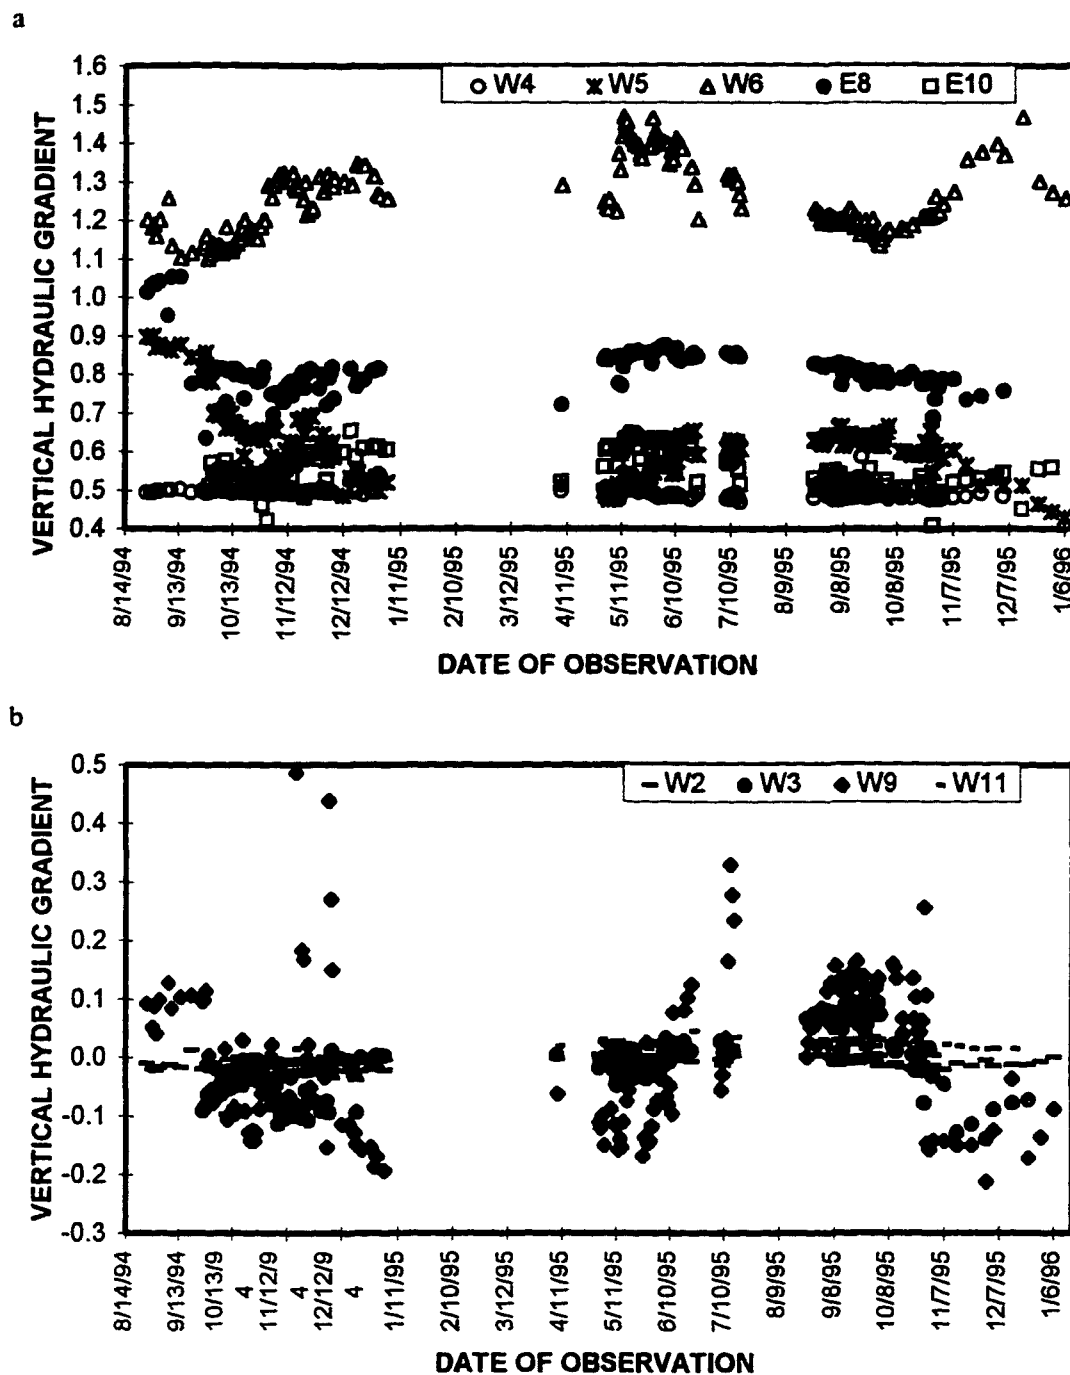 a
1.6
1.5
1.4
1.3
1.2
1.1
1.0
0.9
0.8
0.7
0.6
0.5
0.4
W4 W5 W6 E8 E10
VERTICAL HYDRAULIC GRADIENT
8/14/94 9/13/94 10/13/94 11/12/94 12/12/94 1/11/95 2/10/95 3/12/95 4/11/95 5/11/95 6/10/95 7/10/95 8/9/95 9/8/95 10/8/95 11/7/95 12/7/95 1/6/96
DATE OF OBSERVATION
b
0.5
0.4
0.3
0.2
0.1
0.0
-0.1
-0.2
-0.3
W2 W3 W9 W11
VERTICAL HYDRAULIC GRADIENT
8/14/94 9/13/94 10/13/9 4 11/12/9 4 12/12/9 4 1/11/95 2/10/95 3/12/95 4/11/95 5/11/95 6/10/95 7/10/95 8/9/95 9/8/95 10/8/95 11/7/95 12/7/95 1/6/96
DATE OF OBSERVATION